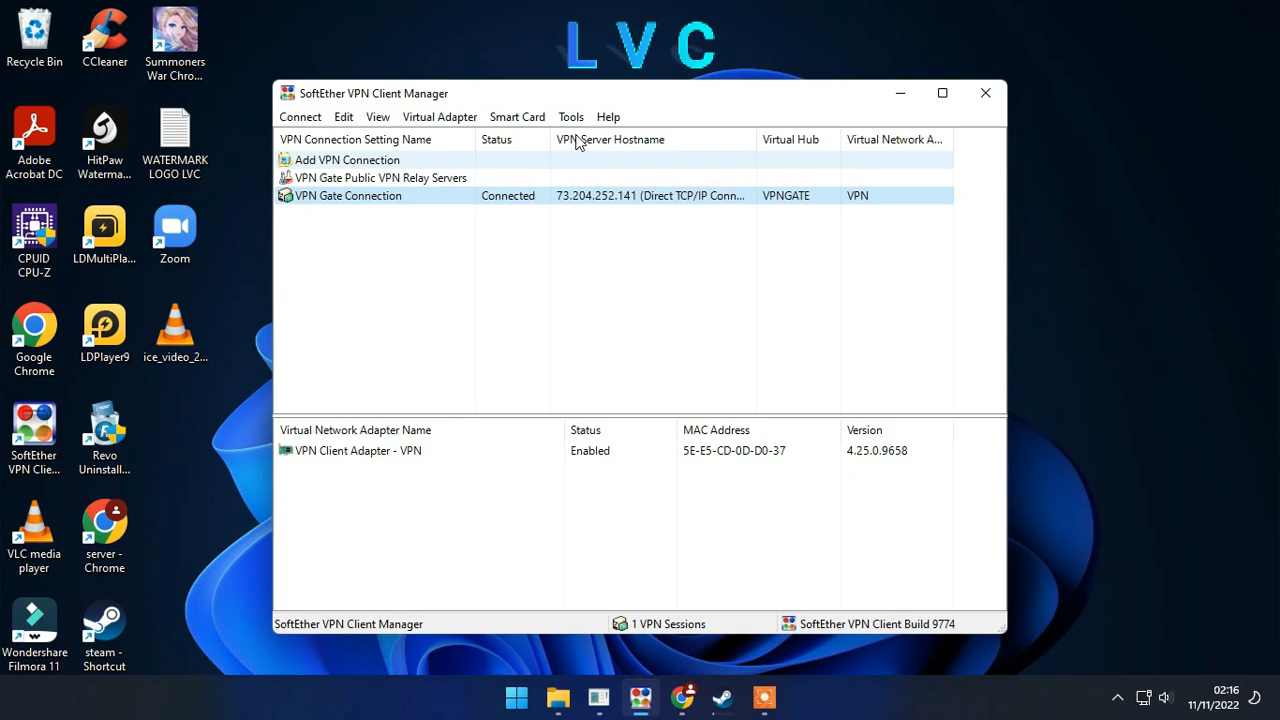 LVC
Recycle Bin
CCleaner
Summoners
War Chro...
Adobe
Acrobat DC
HitPaw
Waterma...
WATERMARK
LOGO LVC
CPUID
CPU-Z
LDMultiPla...
Zoom
Google
Chrome
LDPlayer9
ice_video_2...
SoftEther
VPN Clie...
Revo
Uninstall...
VLC media
player
server -
Chrome
Wondershare
Filmora 11
steam -
Shortcut
SoftEther VPN Client Manager
Connect Edit View Virtual Adapter Smart Card Tools Help
VPN Connection Setting Name Status VPN Server Hostname Virtual Hub Virtual Network A...
Add VPN Connection
VPN Gate Public VPN Relay Servers
VPN Gate Connection Connected 73.204.252.141 (Direct TCP/IP Conn... VPNGATE VPN
Virtual Network Adapter Name Status MAC Address Version
VPN Client Adapter - VPN Enabled 5E-E5-CD-0D-D0-37 4.25.0.9658
SoftEther VPN Client Manager 1 VPN Sessions SoftEther VPN Client Build 9774
02:16
11/11/2022